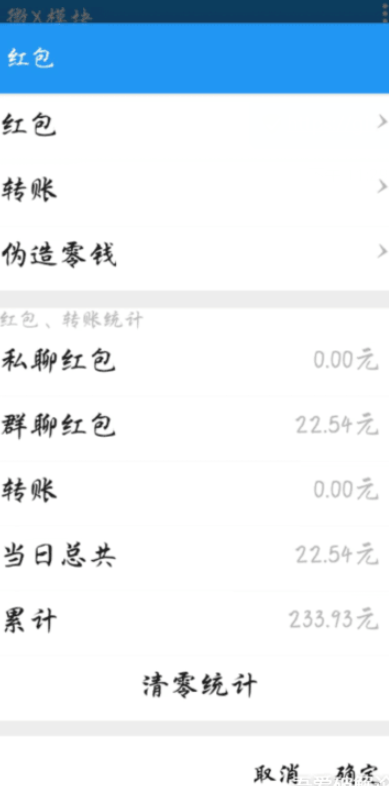 微X模块
红包
红包
转账
伪造零钱
红包、转账统计
私聊红包 0.00元
群聊红包 22.54元
转账 0.00元
当日总共 22.54元
累计 233.93元
清零统计
取消 确定